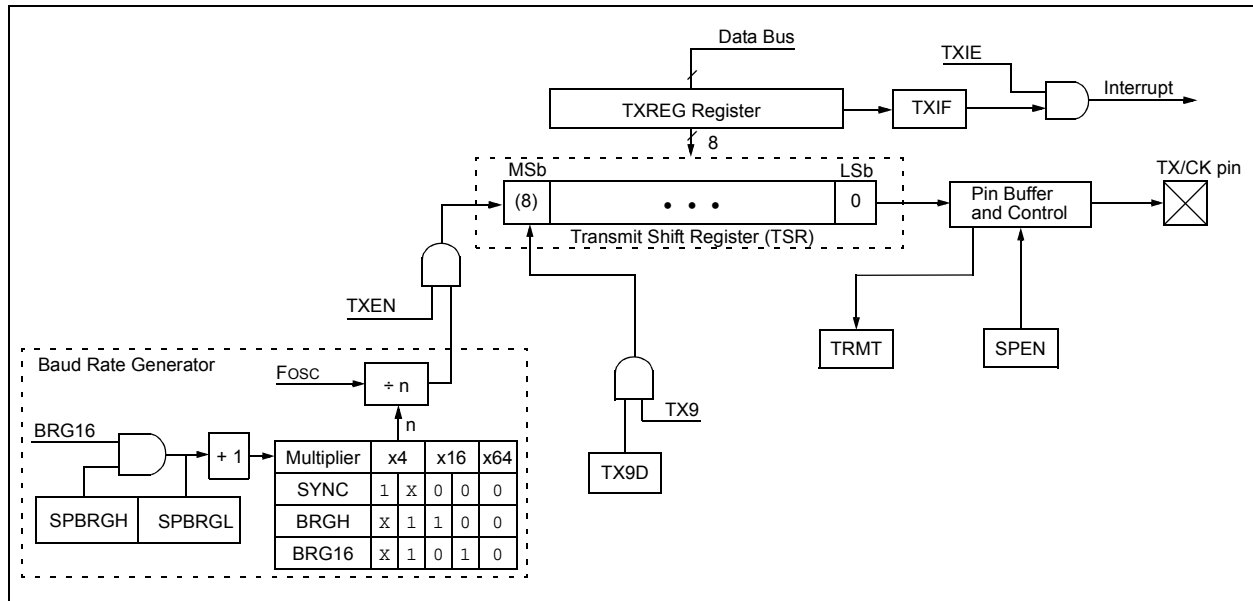 Data Bus
TXIE
Interrupt
TXREG Register
TXIF
8
MSb
LSb
TX/CK pin
(8)
• • •
0
Pin Buffer
and Control
Transmit Shift Register (TSR)
TXEN
TRMT
SPEN
Baud Rate Generator
FOSC
÷ n
TX9
n
BRG16
+ 1
Multiplier x4 x16 x64
TX9D
SYNC 1 X 0 0 0
SPBRGH SPBRGL
BRGH X 1 1 0 0
BRG16 X 1 0 1 0